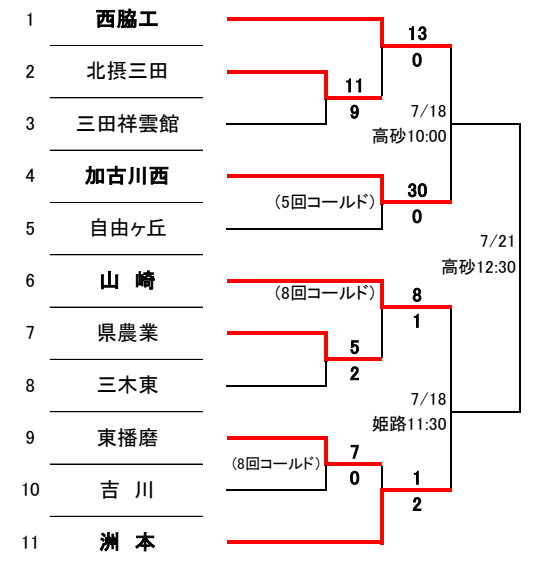 1 西脇工
13
0
2 北摂三田
11
9
7/18
高砂10:00
3 三田祥雲館
4 加古川西
(5回コールド)
30
0
5 自由ヶ丘
7/21
高砂12:30
6 山 崎
(8回コールド)
8
1
7 県農業
5
2
8 三木東
7/18
姫路11:30
9 東播磨
7
(8回コールド)
0
10 吉 川
1
2
11 洲 本